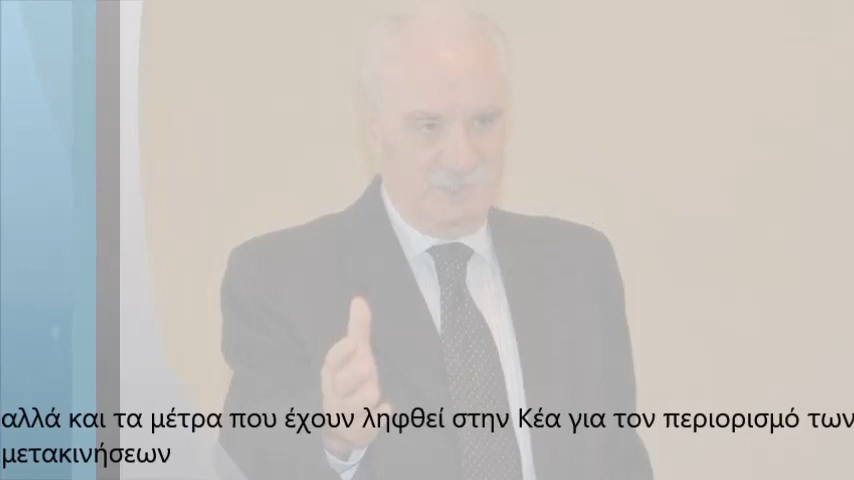 αλλά και τα μέτρα που έχουν ληφθεί στην Κέα για τον περιορισμό των
μετακινήσεων